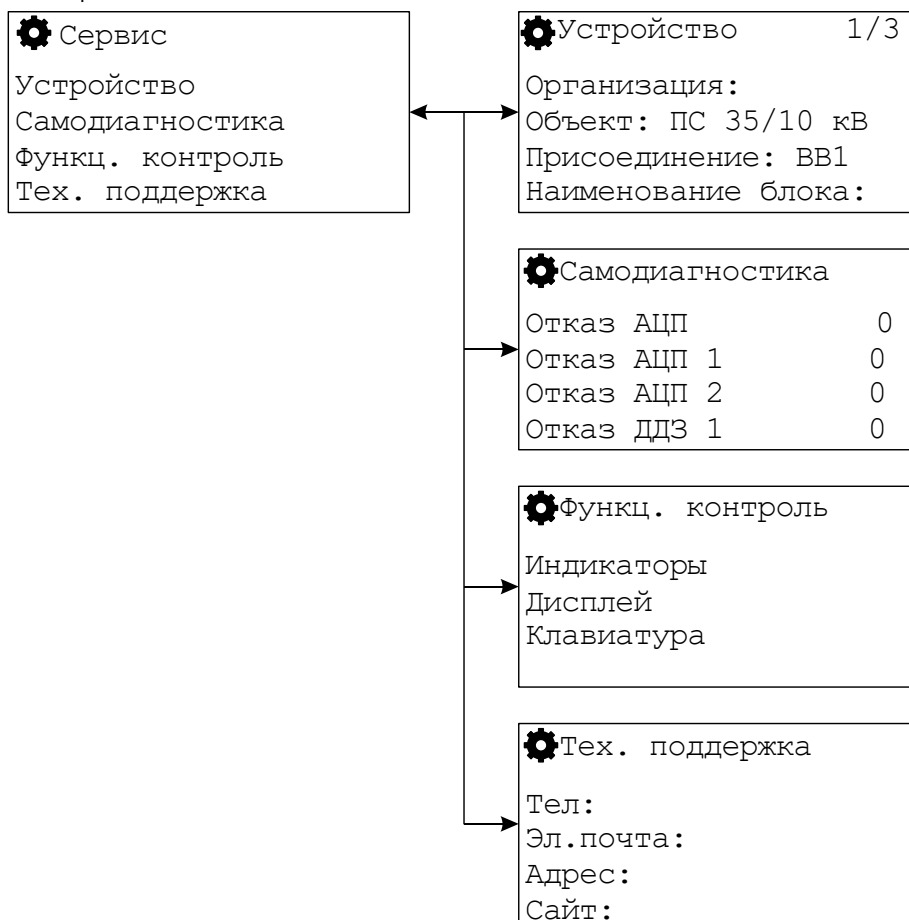 Сервис
Устройство
Самодиагностика
Функц. контроль
Тех. поддержка
Устройство 1/3
Организация:
Объект: ПС 35/10 кВ
Присоединение: ВВ1
Наименование блока:
Самодиагностика
Отказ АЦП 0
Отказ АЦП 1 0
Отказ АЦП 2 0
Отказ ДДЗ 1 0
Функц. контроль
Индикаторы
Дисплей
Клавиатура
Тех. поддержка
Тел:
Эл.почта:
Адрес:
Сайт: